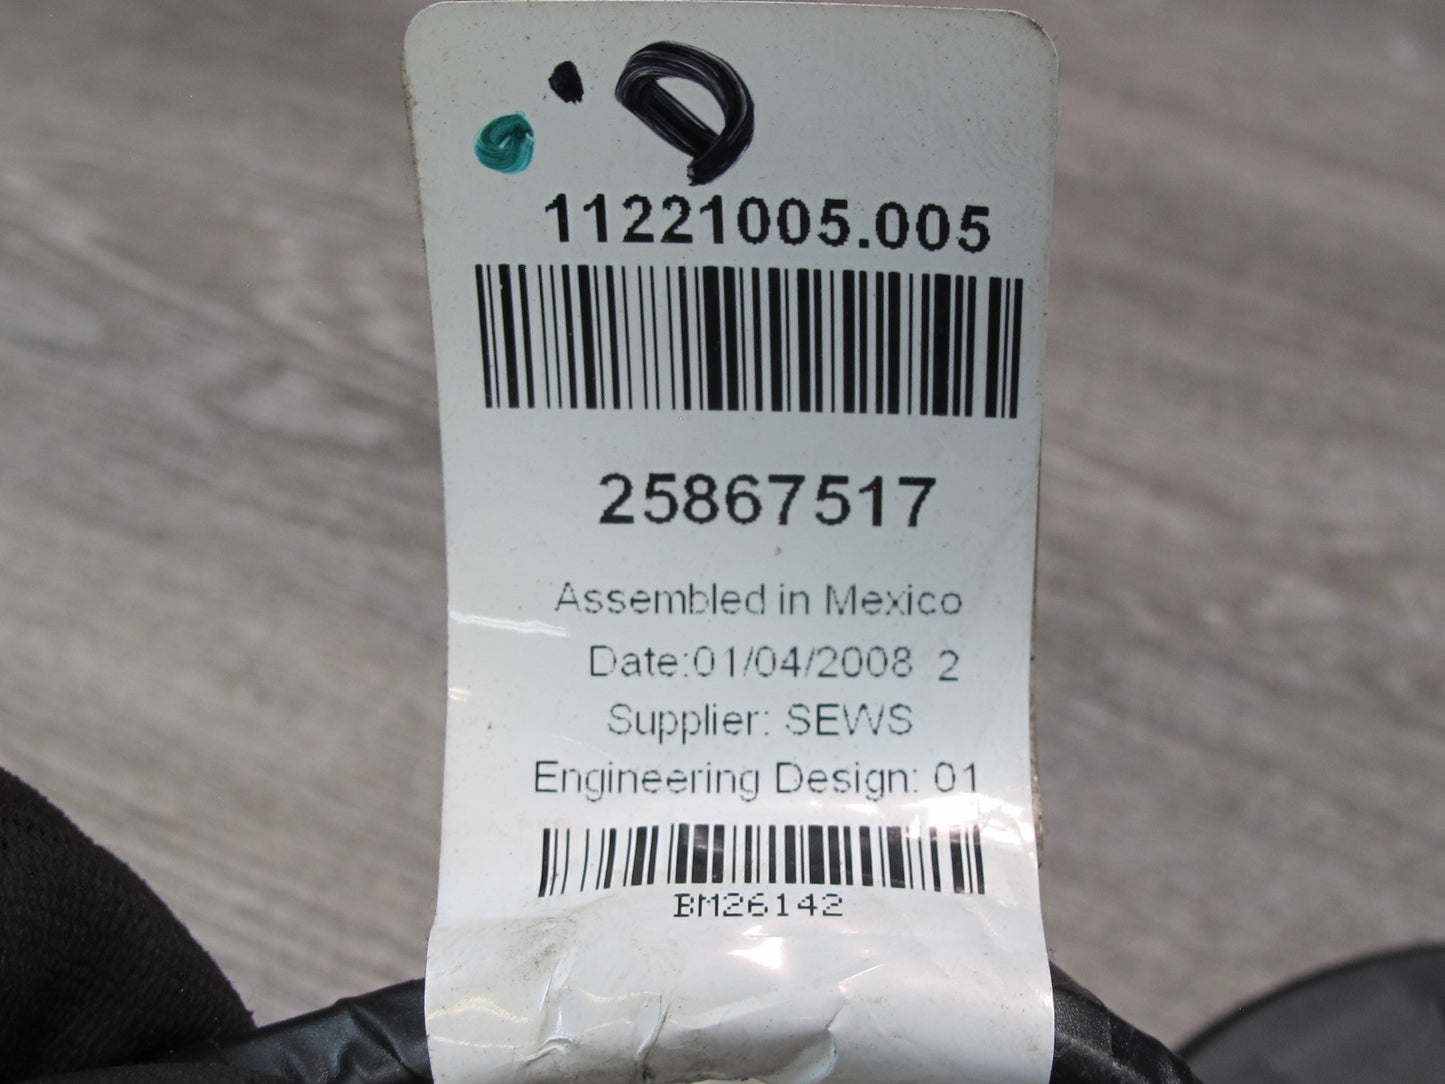 D
11221005.005
25867517
Assembled in Mexico
Date:01/04/2008 2
Supplier: SEWS
Engineering Design: 01
BM26142